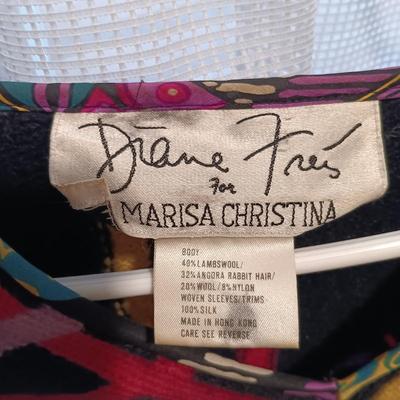 Diane Freís
For
MARISA CHRISTINA
BODY
40% LAMBSWOOL/
32% ANGORA RABBIT HAIR/
20% WOOL/8% NYLON
WOVEN SLEEVES/TRIMS
100% SILK
MADE IN HONG KONG
CARE SEE REVERSE